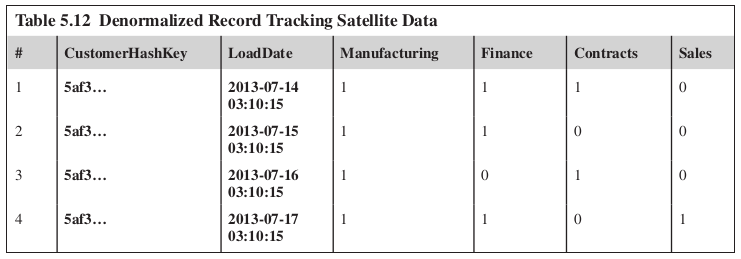 Table 5.12 Denormalized Record Tracking Satellite Data
# CustomerHashKey LoadDate Manufacturing Finance Contracts Sales
1 5af3… 2013-07-14 1 1 1 0
03:10:15
2 5af3… 2013-07-15 1 1 0 0
03:10:15
3 5af3… 2013-07-16 1 0 1 0
03:10:15
4 5af3… 2013-07-17 1 1 0 1
03:10:15